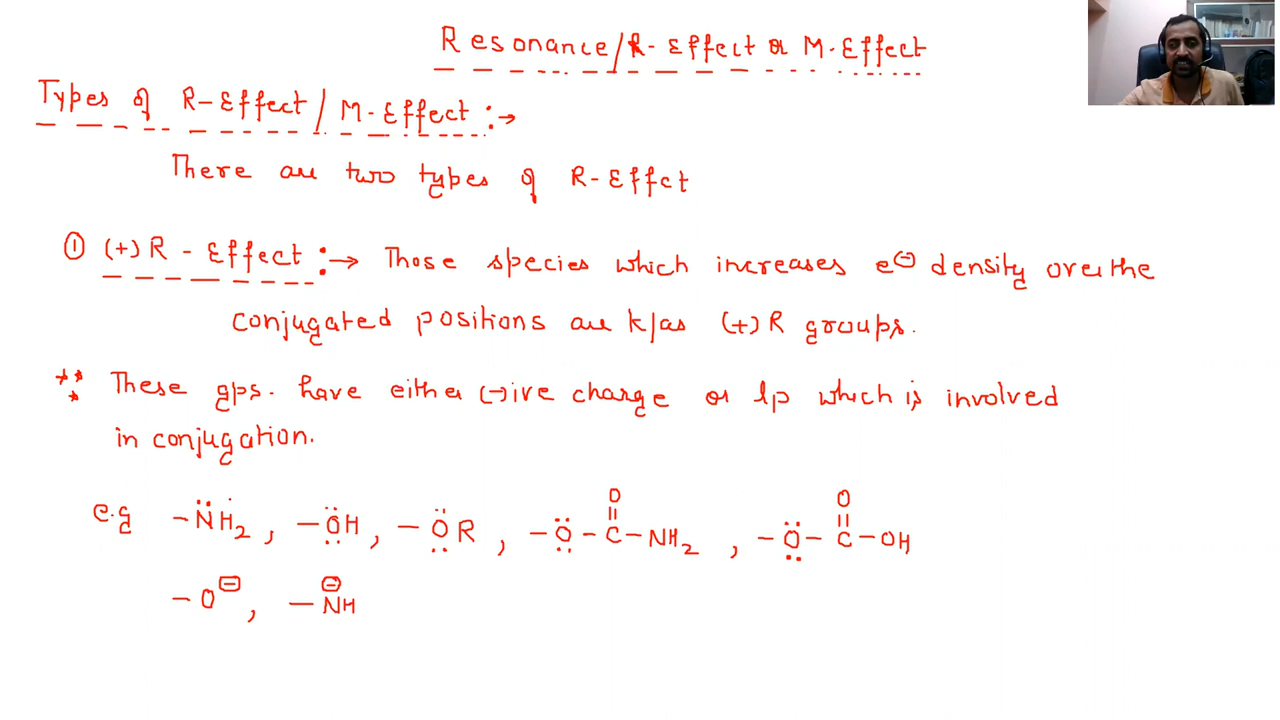 Resonance/R-Effect or M-Effect
Types of R-Effect/M-Effect :→
There are two types of R-Effct
① (+)R - Effect :→ Those species which increases e⊖ density over the
conjugated positions are k/as (+)R groups.
*** These gps. have either (-)ive charge or lp which is involved
in conjugation.
e.g -N̈H₂, -ÖH, -ÖR, -Ö-C(=O)-NH₂, -Ö-C(=O)-OH
-O⊖, -N⊖H